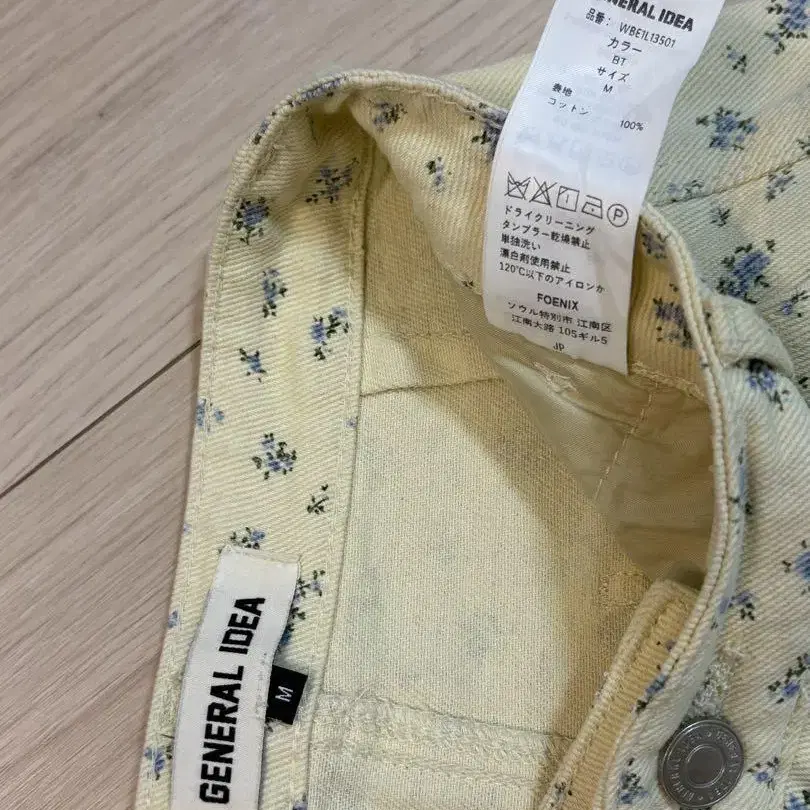 GENERAL IDEA
品番: WBE1L13501
カラー
BT
サイズ
M
表地
コットン 100%
P
ドライクリーニング
タンブラー乾燥禁止
単独洗い
漂白剤使用禁止
120℃以下のアイロンか
FOENIX
ソウル特別市 江南区
江南大路 105ギル5
JP
GENERAL IDEA
M